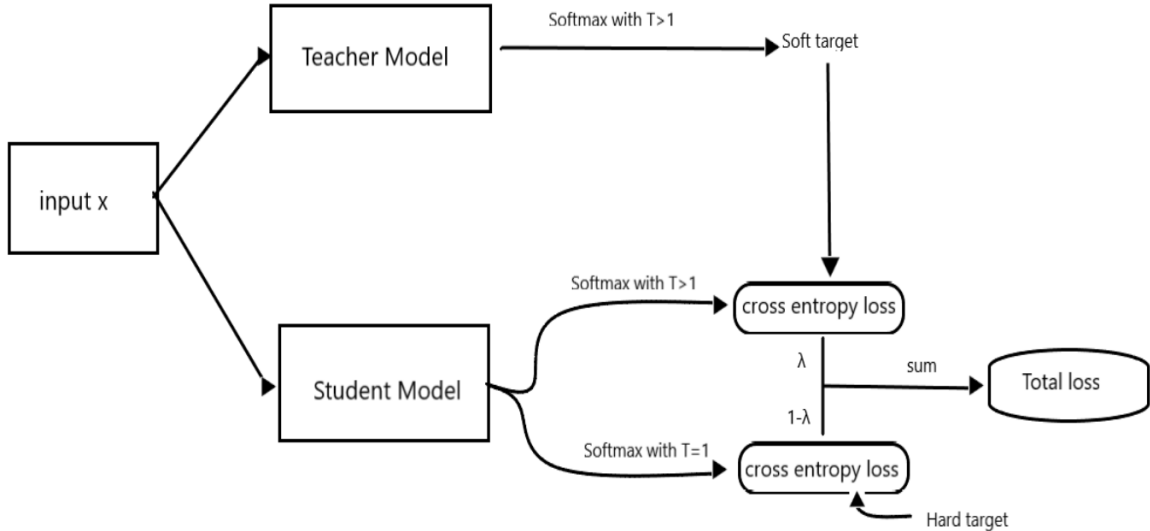 Softmax with T>1
Teacher Model
Soft target
input x
Softmax with T>1
cross entropy loss
λ
sum
Total loss
Student Model
1-λ
Softmax with T=1
cross entropy loss
Hard target